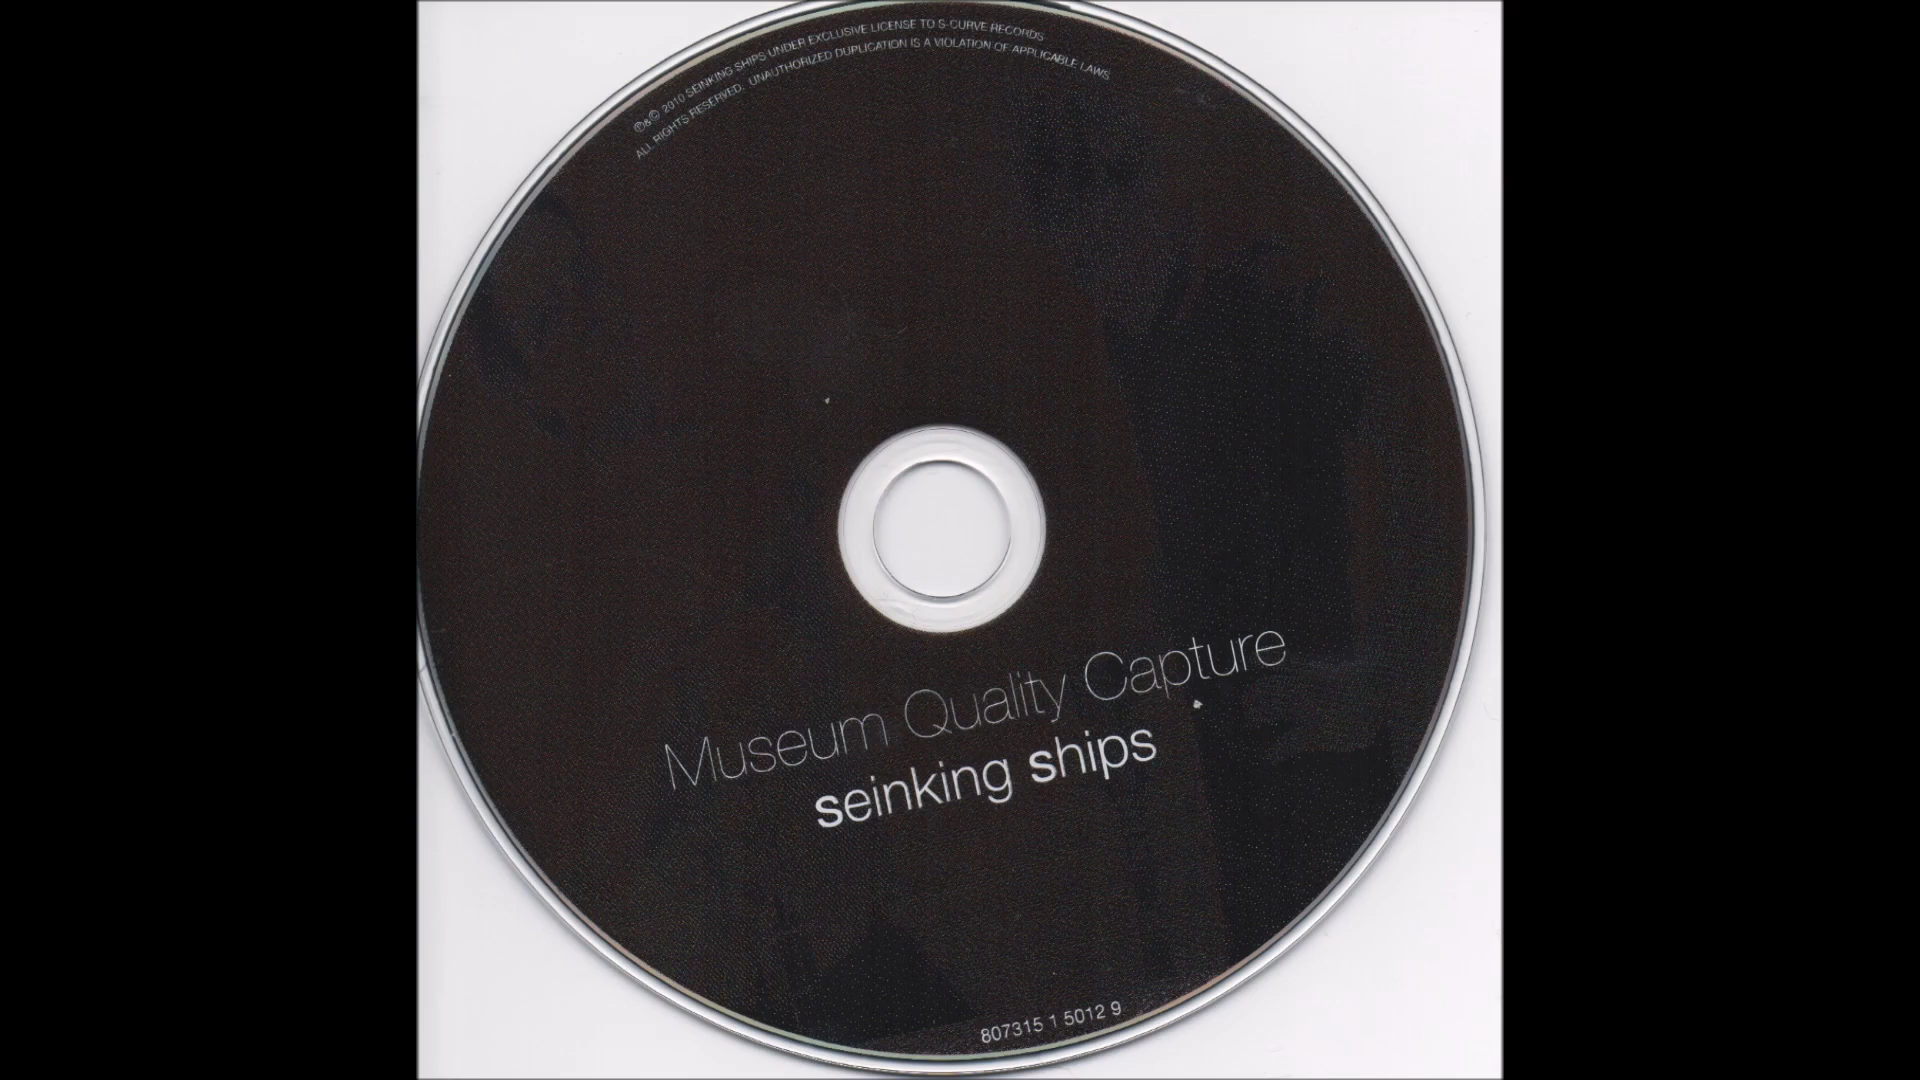 ℗&© 2010 SEINKING SHIPS UNDER EXCLUSIVE LICENSE TO S-CURVE RECORDS
ALL RIGHTS RESERVED. UNAUTHORIZED DUPLICATION IS A VIOLATION OF APPLICABLE LAWS
Museum Quality Capture
seinking ships
807315 1 5012 9